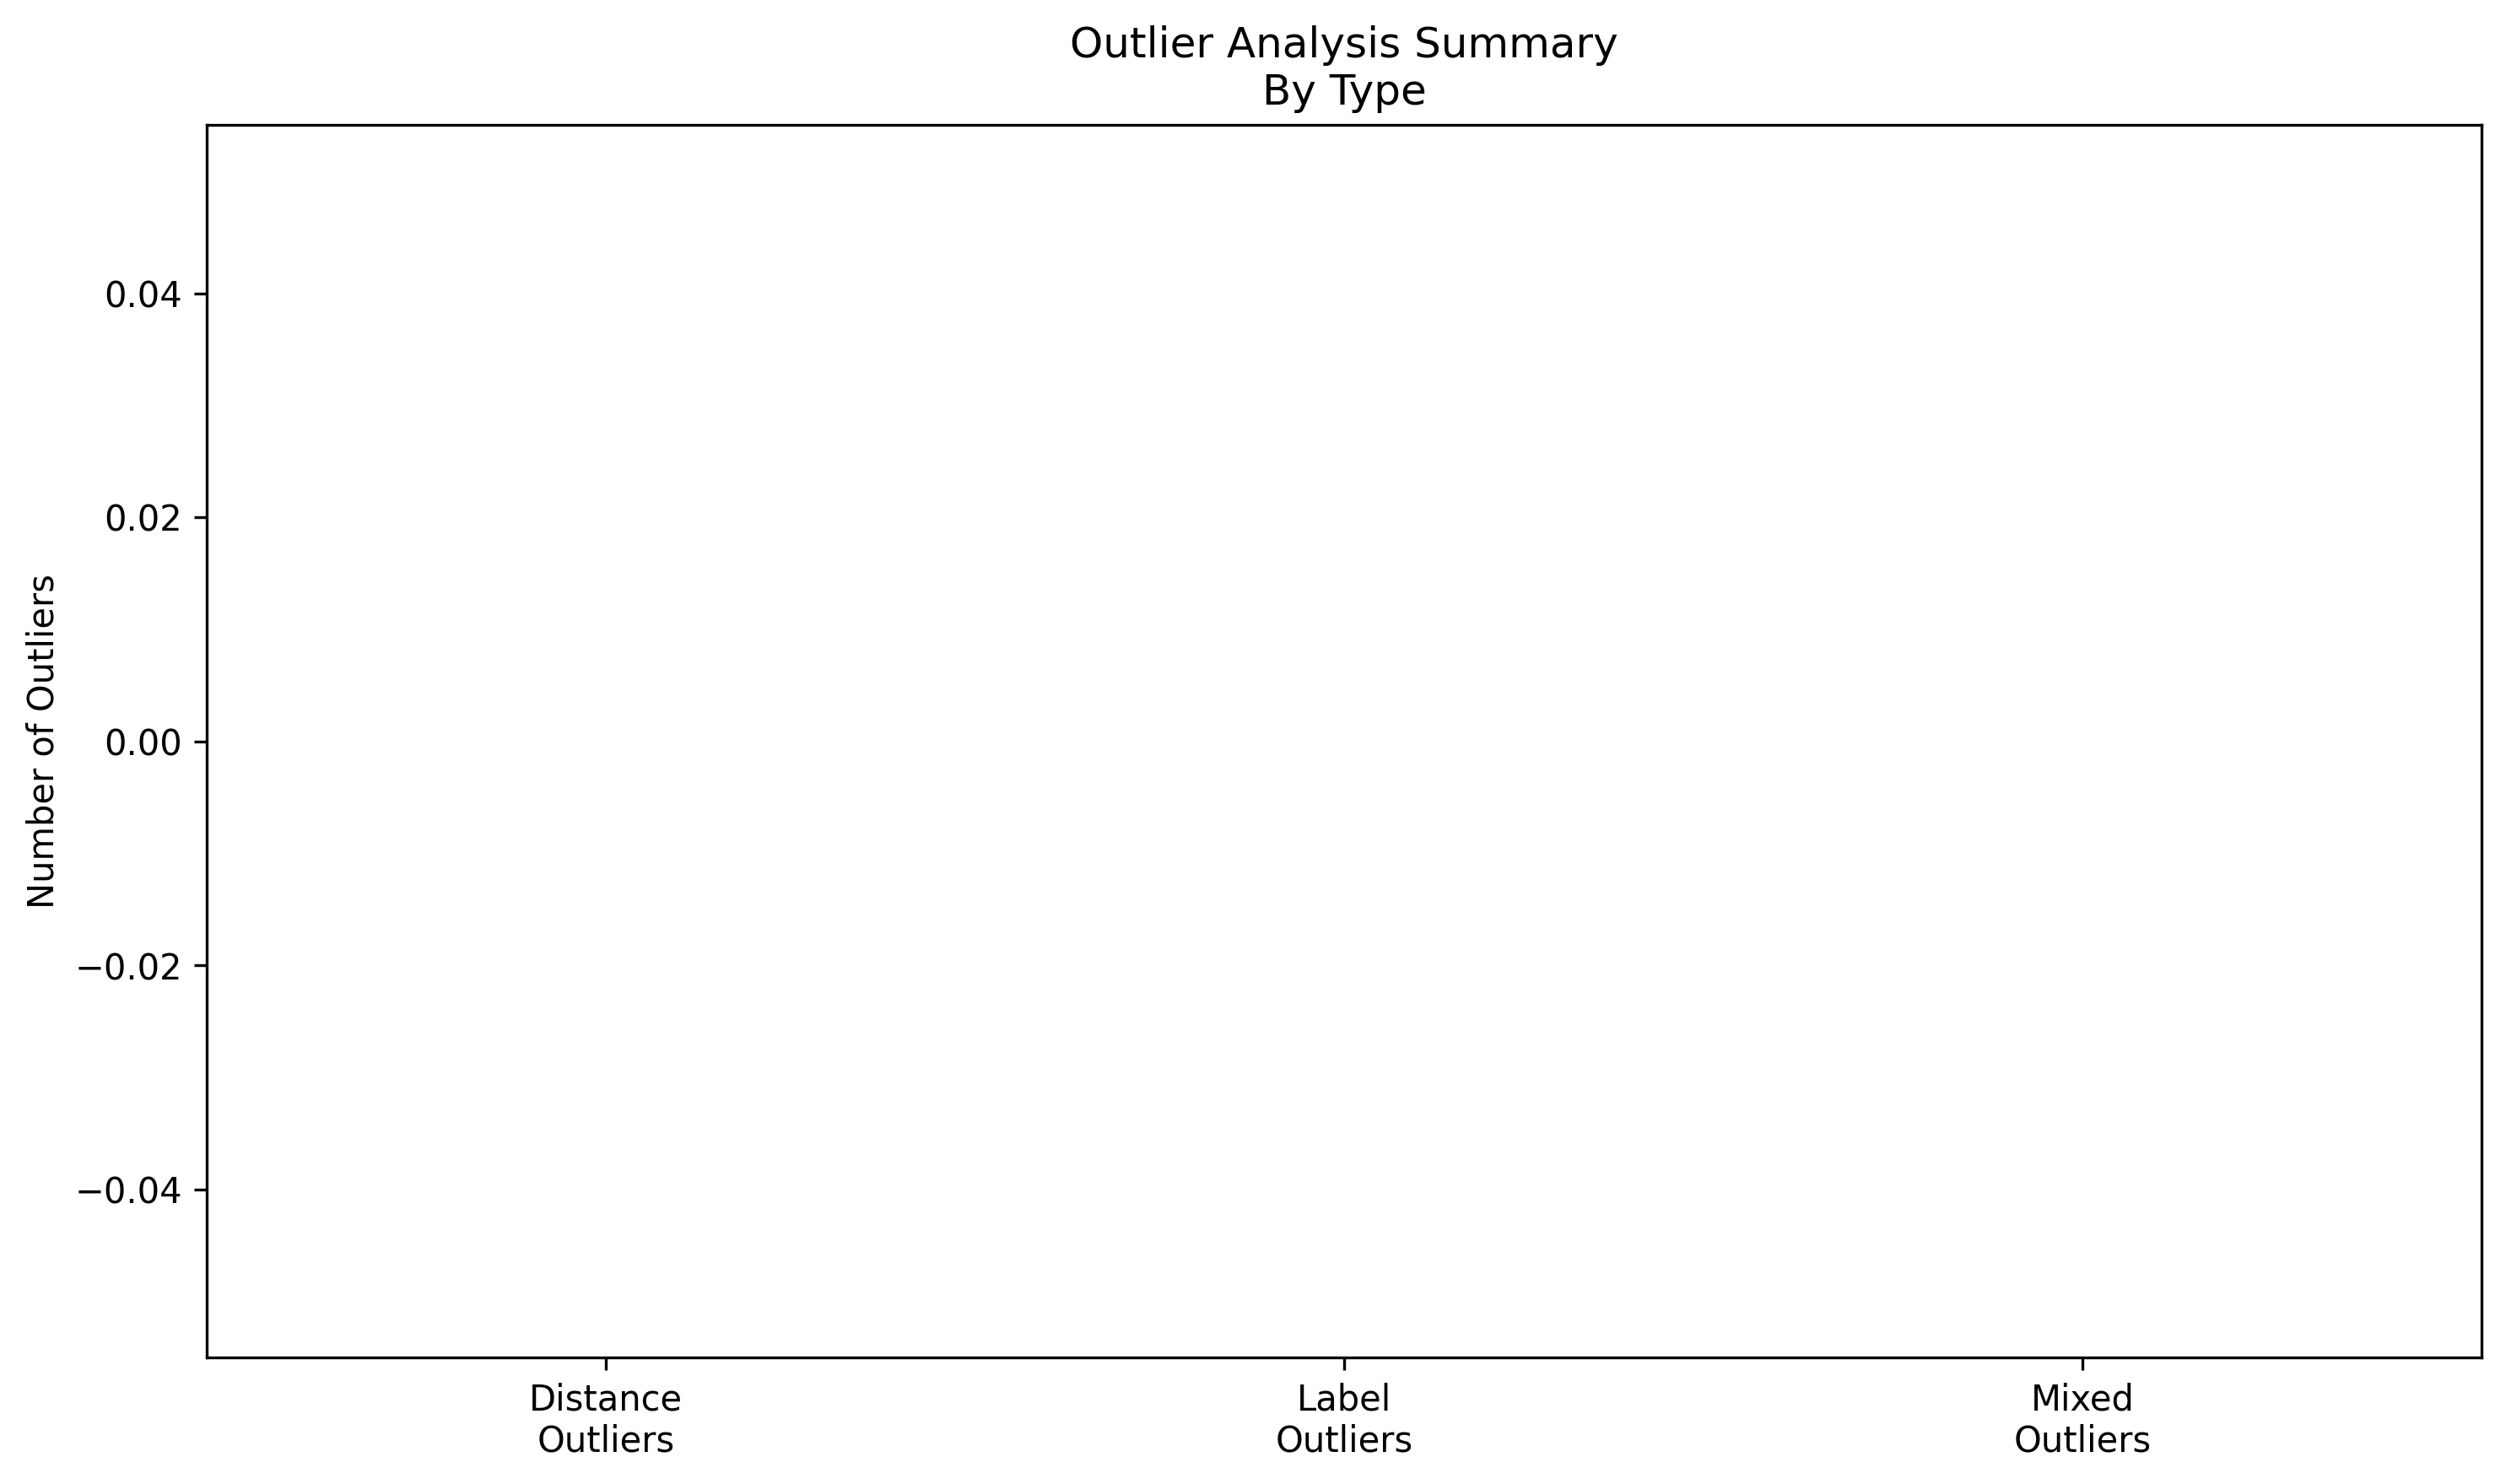 Outlier Analysis Summary
By Type
Number of Outliers
0.04
0.02
0.00
−0.02
−0.04
Distance
Outliers
Label
Outliers
Mixed
Outliers